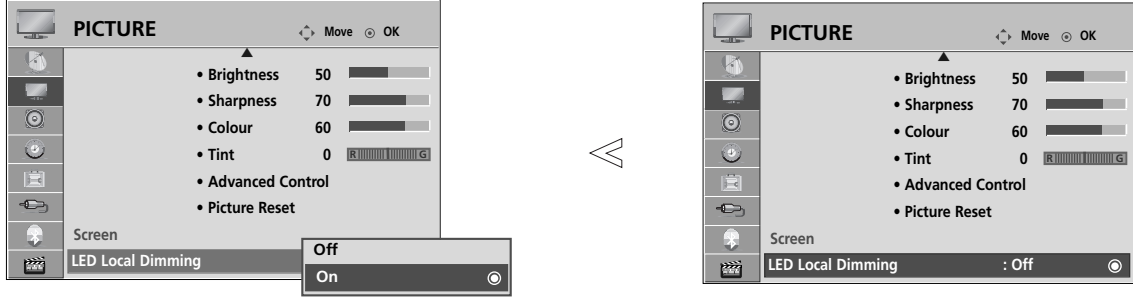 PICTURE
Move OK
• Brightness 50
• Sharpness 70
• Colour 60
• Tint 0 R G
• Advanced Control
• Picture Reset
Screen
LED Local Dimming
Off
On
PICTURE
Move OK
• Brightness 50
• Sharpness 70
• Colour 60
• Tint 0 R G
• Advanced Control
• Picture Reset
Screen
LED Local Dimming : Off